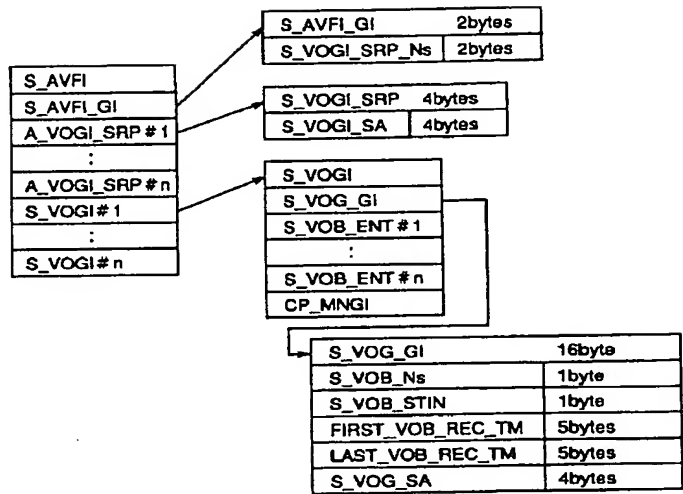 S_AVFI
S_AVFI_GI
A_VOGI_SRP#1
:
A_VOGI_SRP#n
S_VOGI#1
:
S_VOGI#n
S_AVFI_GI 2bytes
S_VOGI_SRP_Ns 2bytes
S_VOGI_SRP 4bytes
S_VOGI_SA 4bytes
S_VOGI
S_VOG_GI
S_VOB_ENT#1
:
S_VOB_ENT#n
CP_MNGI
S_VOG_GI 16byte
S_VOB_Ns 1byte
S_VOB_STIN 1byte
FIRST_VOB_REC_TM 5bytes
LAST_VOB_REC_TM 5bytes
S_VOG_SA 4bytes